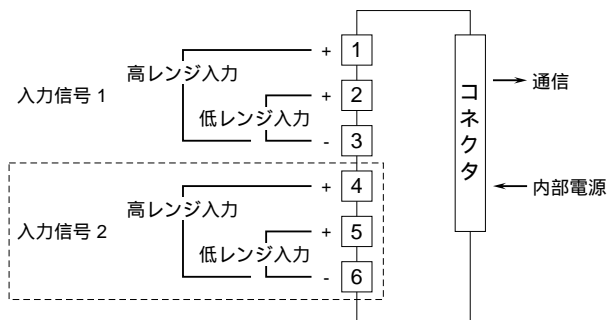 + 1
高レンジ入力
入力信号 1
+ 2
低レンジ入力
- 3
+ 4
高レンジ入力
入力信号 2
+ 5
低レンジ入力
- 6
コネクタ
通信
内部電源